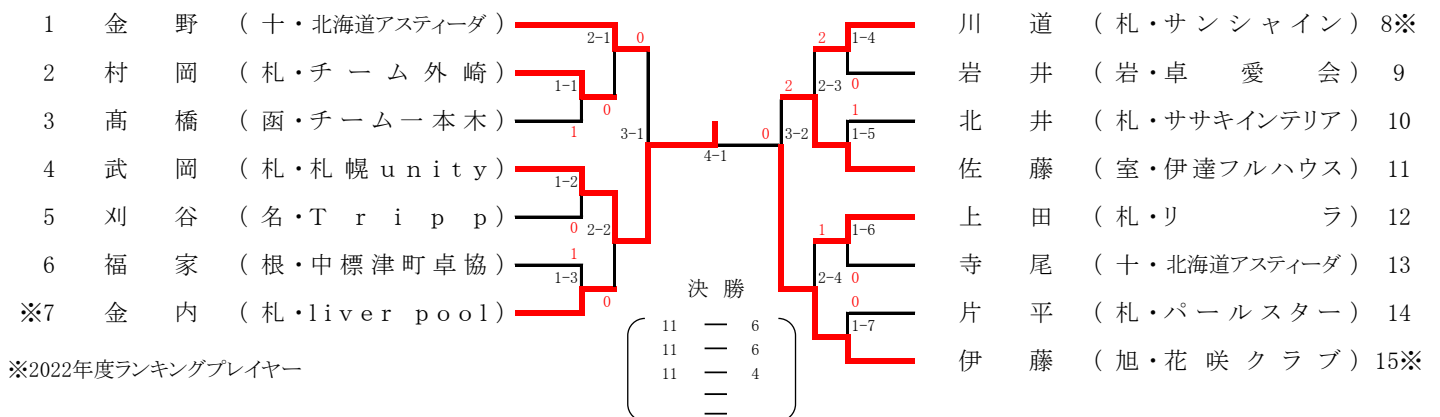 1 金野 (十・北海道アスティーダ)
2 村岡 (札・チーム外崎)
3 髙橋 (函・チーム一本木)
4 武岡 (札・札幌unity)
5 刈谷 (名・Tripp)
6 福家 (根・中標津町卓協)
※7 金内 (札・liver pool)
※2022年度ランキングプレイヤー
2-1 0
1-1
0
1
3-1
1-2
0 2-2
1
1-3
0
4-1
0
決勝
11 — 6
11 — 6
11 — 4
—
—
川道 (札・サンシャイン) 8※
岩井 (岩・卓愛会) 9
北井 (札・ササキインテリア) 10
佐藤 (室・伊達フルハウス) 11
上田 (札・リラ) 12
寺尾 (十・北海道アスティーダ) 13
片平 (札・パールスター) 14
伊藤 (旭・花咲クラブ) 15※
2 1-4
2 2-3 0
1
3-2 1-5
1 1-6
2-4 0
0
1-7